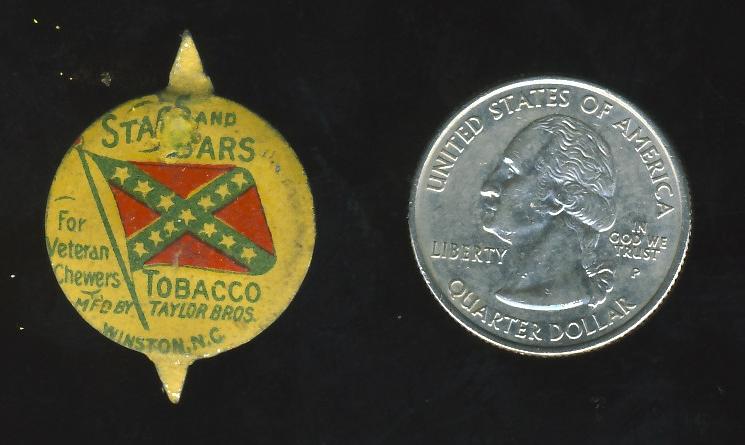 STARS AND
BARS
For
Veteran
Chewers
TOBACCO
M'F'D BY TAYLOR BROS.
WINSTON, N.C.
UNITED STATES OF AMERICA
LIBERTY
IN
GOD WE
TRUST
P
QUARTER DOLLAR